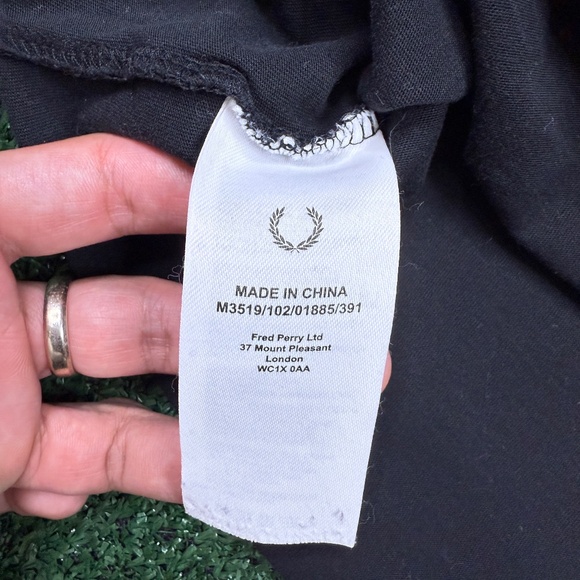 MADE IN CHINA
M3519/102/01885/391
Fred Perry Ltd
37 Mount Pleasant
London
WC1X 0AA